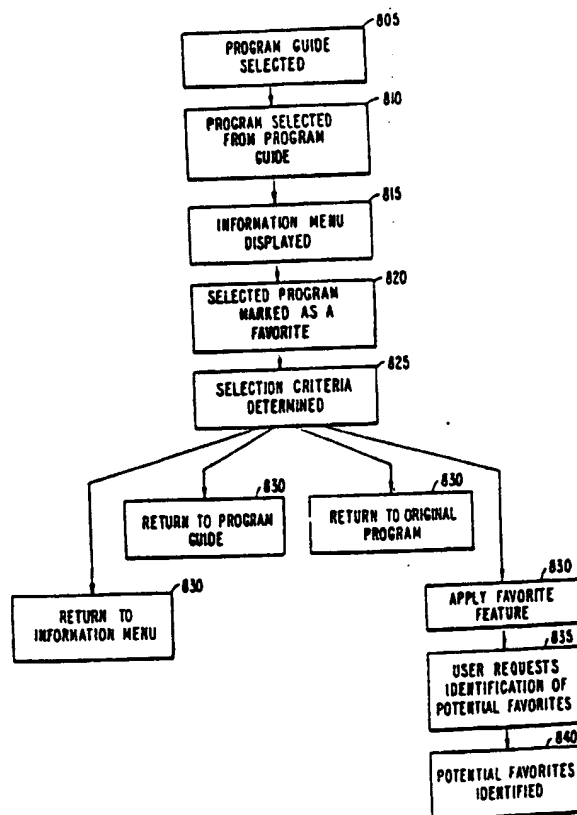 805
PROGRAM GUIDE
SELECTED
810
PROGRAM SELECTED
FROM PROGRAM
GUIDE
815
INFORMATION MENU
DISPLAYED
820
SELECTED PROGRAM
MARKED AS A
FAVORITE
825
SELECTION CRITERIA
DETERMINED
830
RETURN TO
INFORMATION MENU
830
RETURN TO PROGRAM
GUIDE
830
RETURN TO ORIGINAL
PROGRAM
830
APPLY FAVORITE
FEATURE
835
USER REQUESTS
IDENTIFICATION OF
POTENTIAL FAVORITES
840
POTENTIAL FAVORITES
IDENTIFIED